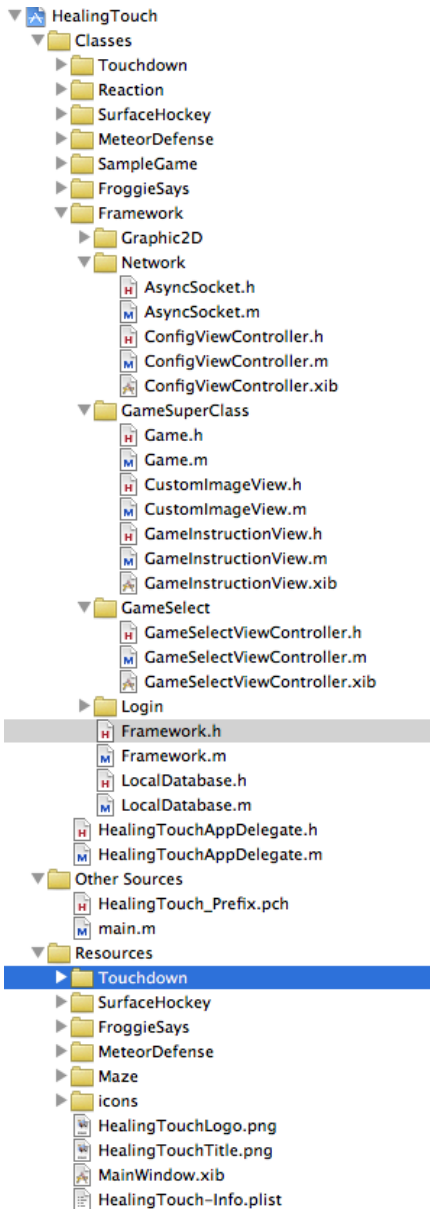 HealingTouch
Classes
Touchdown
Reaction
SurfaceHockey
MeteorDefense
SampleGame
FroggieSays
Framework
Graphic2D
Network
AsyncSocket.h
AsyncSocket.m
ConfigViewController.h
ConfigViewController.m
ConfigViewController.xib
GameSuperClass
Game.h
Game.m
CustomImageView.h
CustomImageView.m
GameInstructionView.h
GameInstructionView.m
GameInstructionView.xib
GameSelect
GameSelectViewController.h
GameSelectViewController.m
GameSelectViewController.xib
Login
Framework.h
Framework.m
LocalDatabase.h
LocalDatabase.m
HealingTouchAppDelegate.h
HealingTouchAppDelegate.m
Other Sources
HealingTouch_Prefix.pch
main.m
Resources
Touchdown
SurfaceHockey
FroggieSays
MeteorDefense
Maze
icons
HealingTouchLogo.png
HealingTouchTitle.png
MainWindow.xib
HealingTouch-Info.plist